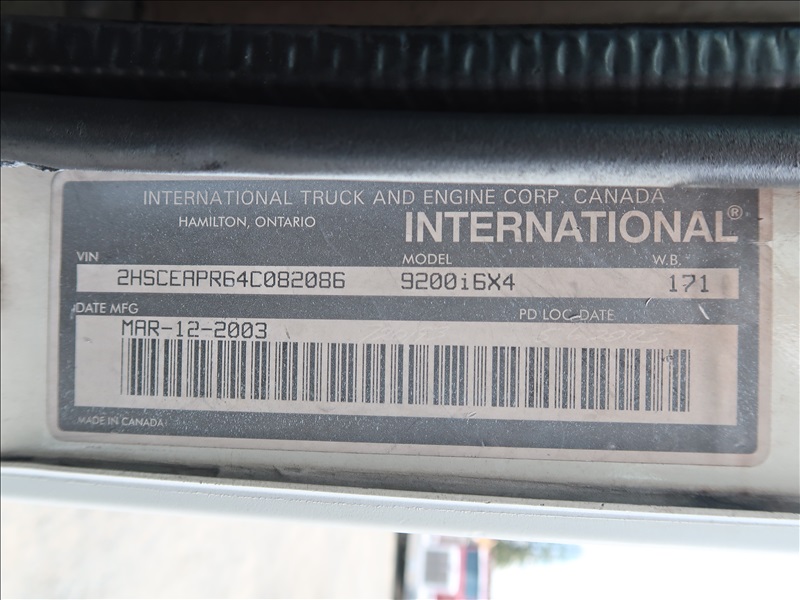 INTERNATIONAL TRUCK AND ENGINE CORP. CANADA
HAMILTON, ONTARIO INTERNATIONAL®
VIN MODEL W.B.
2HSCEAPR64C082086 9200i6X4 171
DATE MFG PD LOC-DATE
MAR-12-2003
MADE IN CANADA